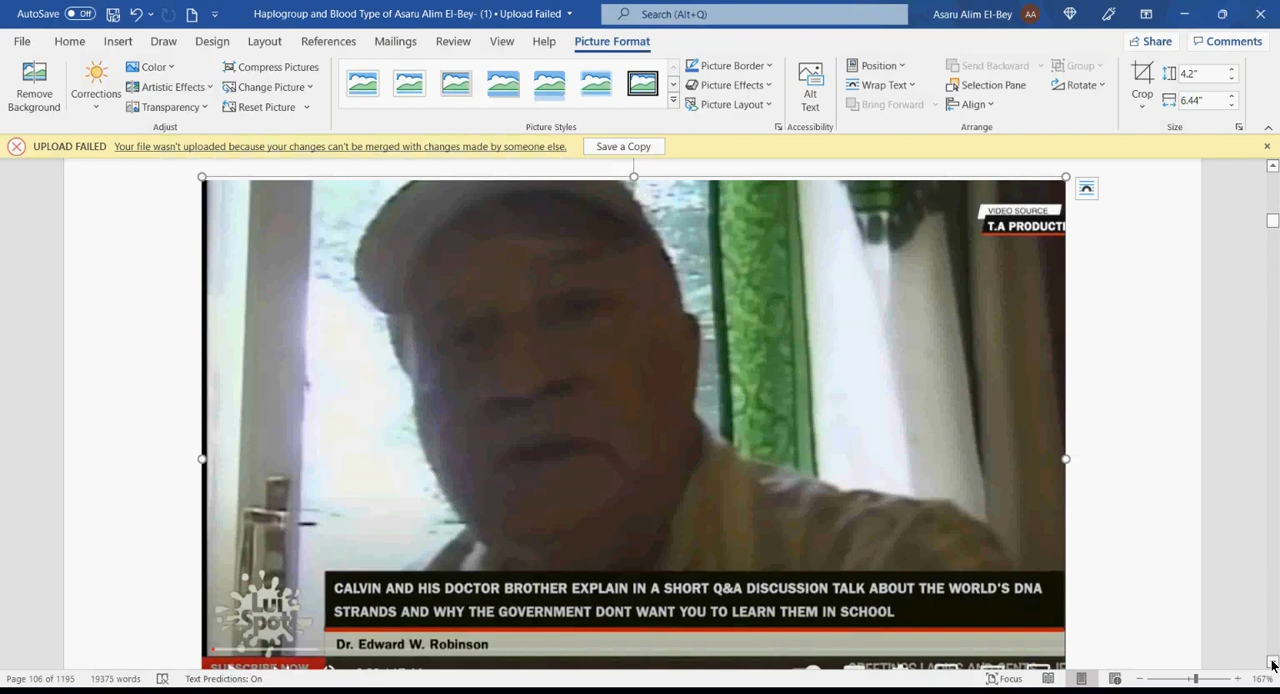 AutoSave Off Haplogroup and Blood Type of Asaru Alim El-Bey- (1) • Upload Failed Search (Alt+Q) Asaru Alim El-Bey AA
File Home Insert Draw Design Layout References Mailings Review View Help Picture Format Share Comments
Remove Background
Corrections
Color
Artistic Effects
Transparency
Compress Pictures
Change Picture
Reset Picture
Adjust
Picture Styles
Picture Border
Picture Effects
Picture Layout
Alt Text
Accessibility
Position
Wrap Text
Bring Forward
Send Backward
Selection Pane
Align
Group
Rotate
Arrange
Crop
4.2"
6.44"
Size
UPLOAD FAILED Your file wasn't uploaded because your changes can't be merged with changes made by someone else. Save a Copy
VIDEO SOURCE
T.A PRODUCTI
Lui
Spot
CALVIN AND HIS DOCTOR BROTHER EXPLAIN IN A SHORT Q&A DISCUSSION TALK ABOUT THE WORLD'S DNA
STRANDS AND WHY THE GOVERNMENT DONT WANT YOU TO LEARN THEM IN SCHOOL
Dr. Edward W. Robinson
SUBSCRIBE NOW
Page 106 of 1195 19375 words Text Predictions: On Focus 167%